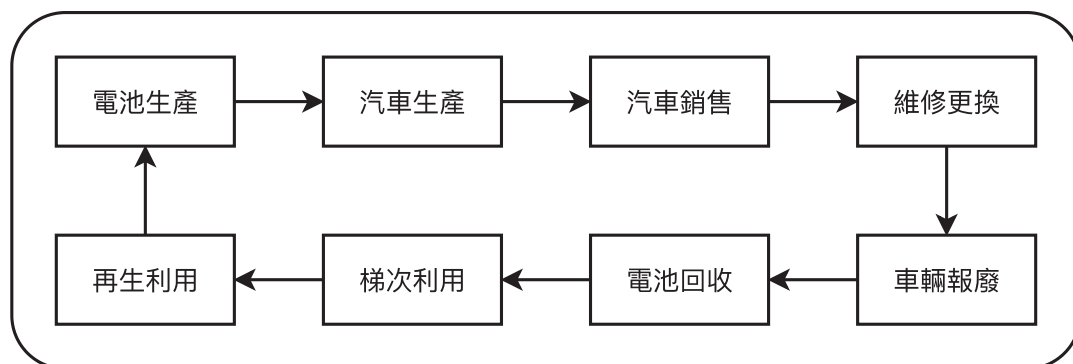 電池生產
汽車生產
汽車銷售
維修更換
車輛報廢
電池回收
梯次利用
再生利用